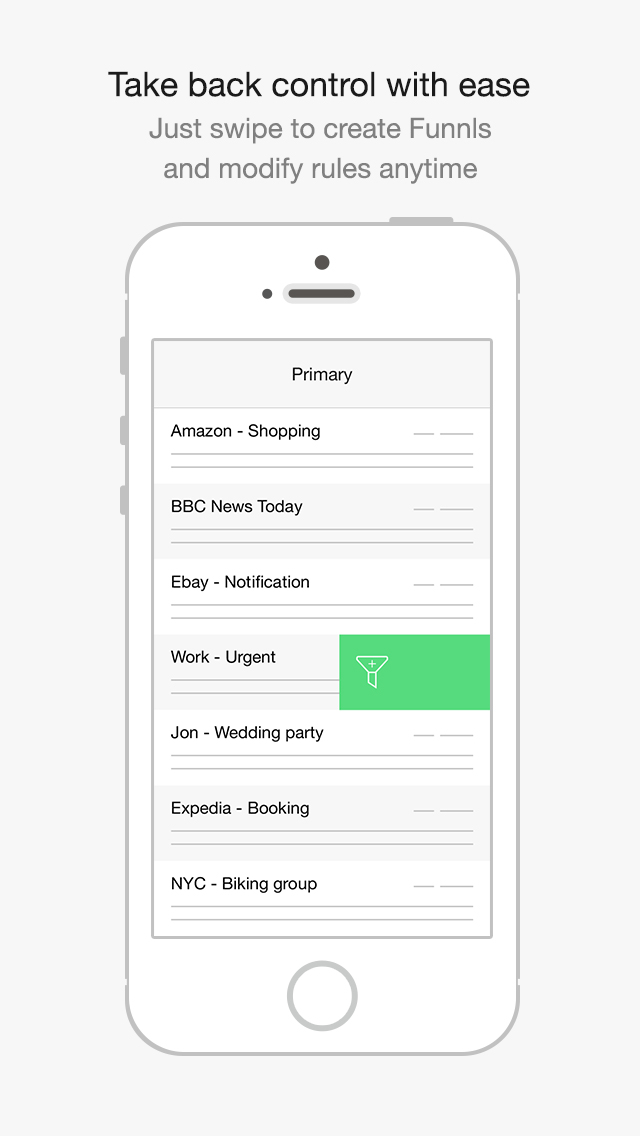 Take back control with ease
Just swipe to create Funnls
and modify rules anytime
Primary
Amazon - Shopping
BBC News Today
Ebay - Notification
Work - Urgent
Jon - Wedding party
Expedia - Booking
NYC - Biking group